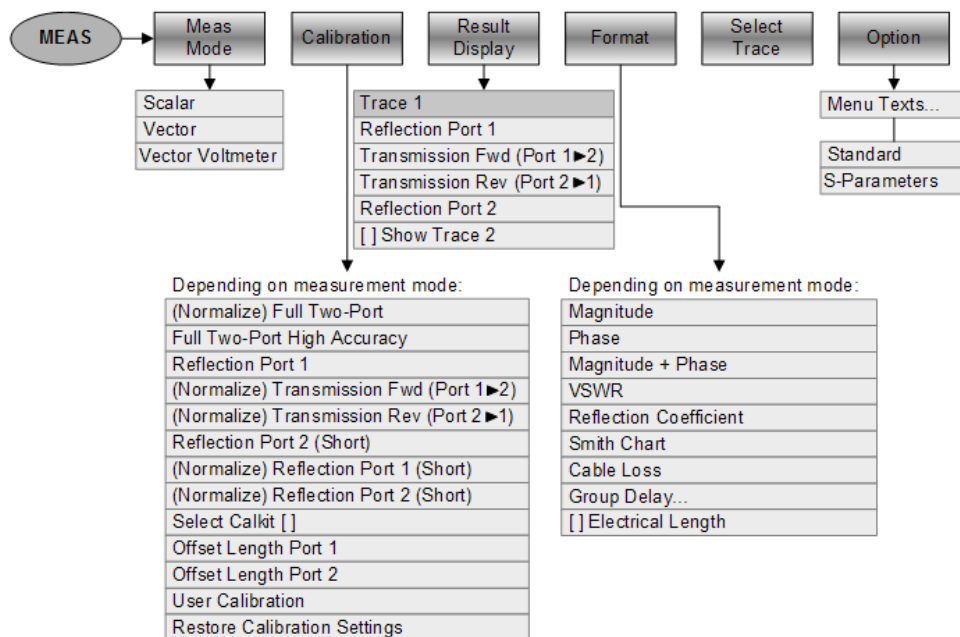 MEAS
Meas
Mode
Calibration
Result
Display
Format
Select
Trace
Option
Scalar
Vector
Vector Voltmeter
Trace 1
Reflection Port 1
Transmission Fwd (Port 1►2)
Transmission Rev (Port 2►1)
Reflection Port 2
[ ] Show Trace 2
Menu Texts...
Standard
S-Parameters
Depending on measurement mode:
(Normalize) Full Two-Port
Full Two-Port High Accuracy
Reflection Port 1
(Normalize) Transmission Fwd (Port 1►2)
(Normalize) Transmission Rev (Port 2►1)
Reflection Port 2 (Short)
(Normalize) Reflection Port 1 (Short)
(Normalize) Reflection Port 2 (Short)
Select Calkit [ ]
Offset Length Port 1
Offset Length Port 2
User Calibration
Restore Calibration Settings
Depending on measurement mode:
Magnitude
Phase
Magnitude + Phase
VSWR
Reflection Coefficient
Smith Chart
Cable Loss
Group Delay...
[ ] Electrical Length